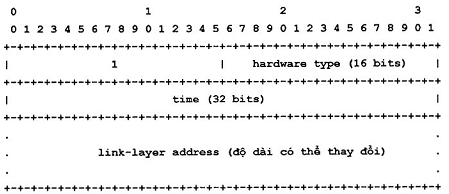 0                   1                   2                   3
0 1 2 3 4 5 6 7 8 9 0 1 2 3 4 5 6 7 8 9 0 1 2 3 4 5 6 7 8 9 0 1
+-+-+-+-+-+-+-+-+-+-+-+-+-+-+-+-+-+-+-+-+-+-+-+-+-+-+-+-+-+-+-+-+
| 1 | hardware type (16 bits) |
+-+-+-+-+-+-+-+-+-+-+-+-+-+-+-+-+-+-+-+-+-+-+-+-+-+-+-+-+-+-+-+-+
| time (32 bits) |
+-+-+-+-+-+-+-+-+-+-+-+-+-+-+-+-+-+-+-+-+-+-+-+-+-+-+-+-+-+-+-+-+
. .
. link-layer address (độ dài có thể thay đổi) .
. .
+-+-+-+-+-+-+-+-+-+-+-+-+-+-+-+-+-+-+-+-+-+-+-+-+-+-+-+-+-+-+-+-+